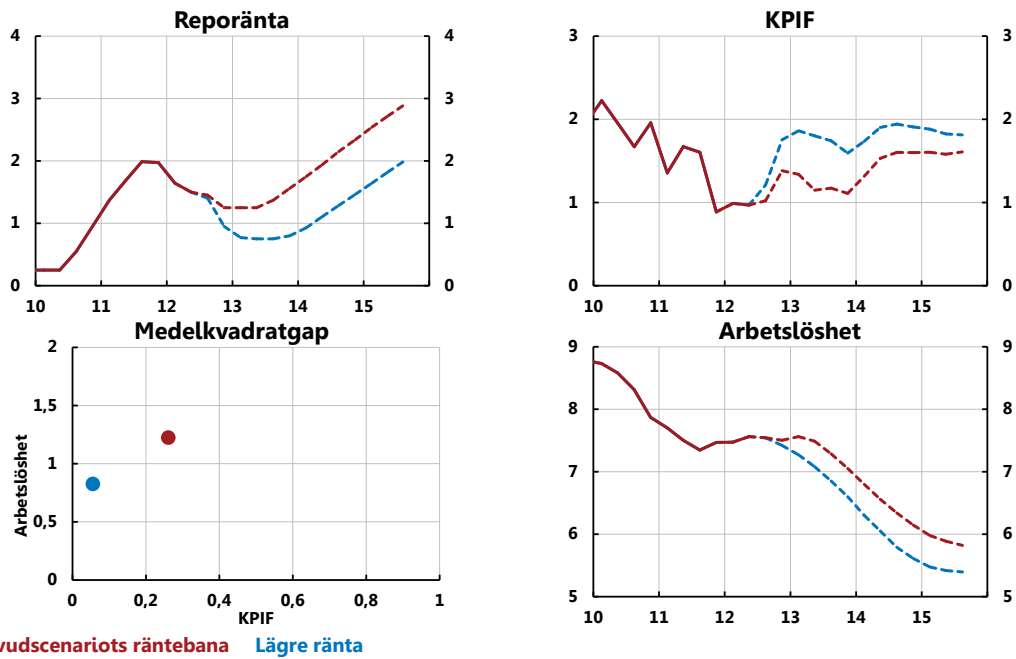 Reporänta
4 4
3 3
2 2
1 1
0 0
10 11 12 13 14 15
KPIF
3 3
2 2
1 1
0 0
10 11 12 13 14 15
Medelkvadratgap
2
1,5
1
0,5
0
Arbetslöshet
0 0,2 0,4 0,6 0,8 1
KPIF
Arbetslöshet
9 9
8 8
7 7
6 6
5 5
10 11 12 13 14 15
vudscenariots räntebana Lägre ränta